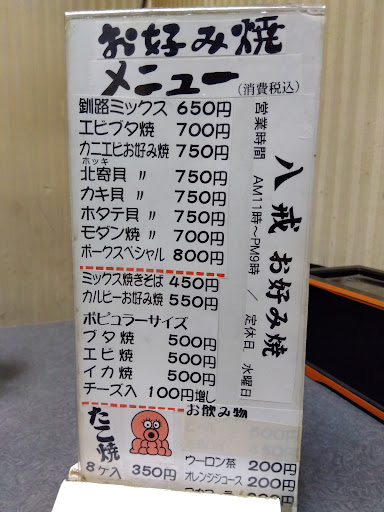 お好み焼
メニュー (消費税込)
釧路ミックス 650円
エビブタ焼 700円
カニエビお好み焼 750円
ホッキ
北寄貝 〃 750円
カキ貝 〃 750円
ホタテ貝 〃 750円
モダン焼 〃 700円
ポークスペシャル 800円
ミックス焼きそば 450円
カルビーお好み焼 550円
ポピュラーサイズ
ブタ焼 500円
エビ焼 500円
イカ焼 500円
チーズ入 100円増し
八戒 お好み焼
営業時間 AM11時〜PM9時 / 定休日 水曜日
たこ焼
8ケ入 350円
お飲み物
ウーロン茶 200円
オレンジジュース 200円
200円